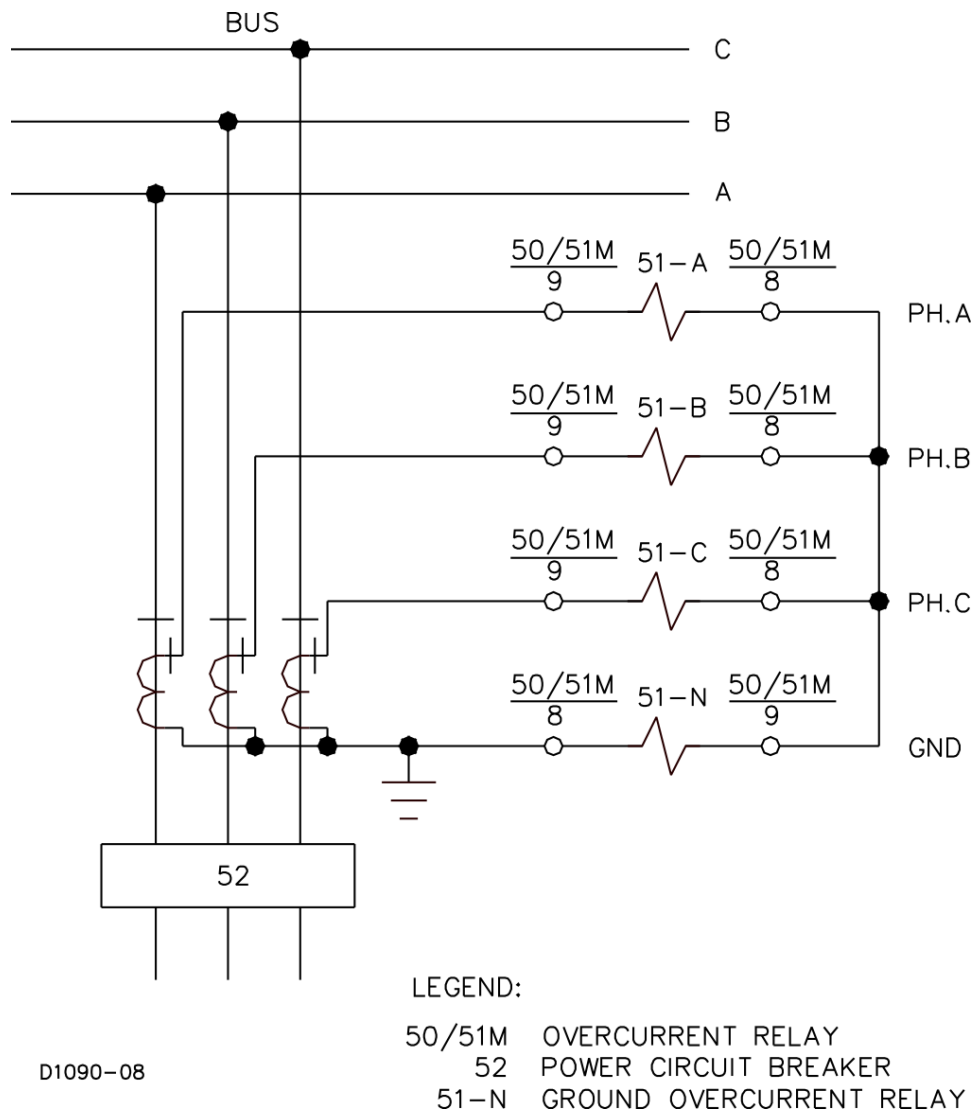 BUS
C
B
A
50/51M 51-A 50/51M
9 8
PH.A
50/51M 51-B 50/51M
9 8
PH.B
50/51M 51-C 50/51M
9 8
PH.C
50/51M 51-N 50/51M
8 9
GND
52
LEGEND:
50/51M OVERCURRENT RELAY
52 POWER CIRCUIT BREAKER
51-N GROUND OVERCURRENT RELAY
D1090-08